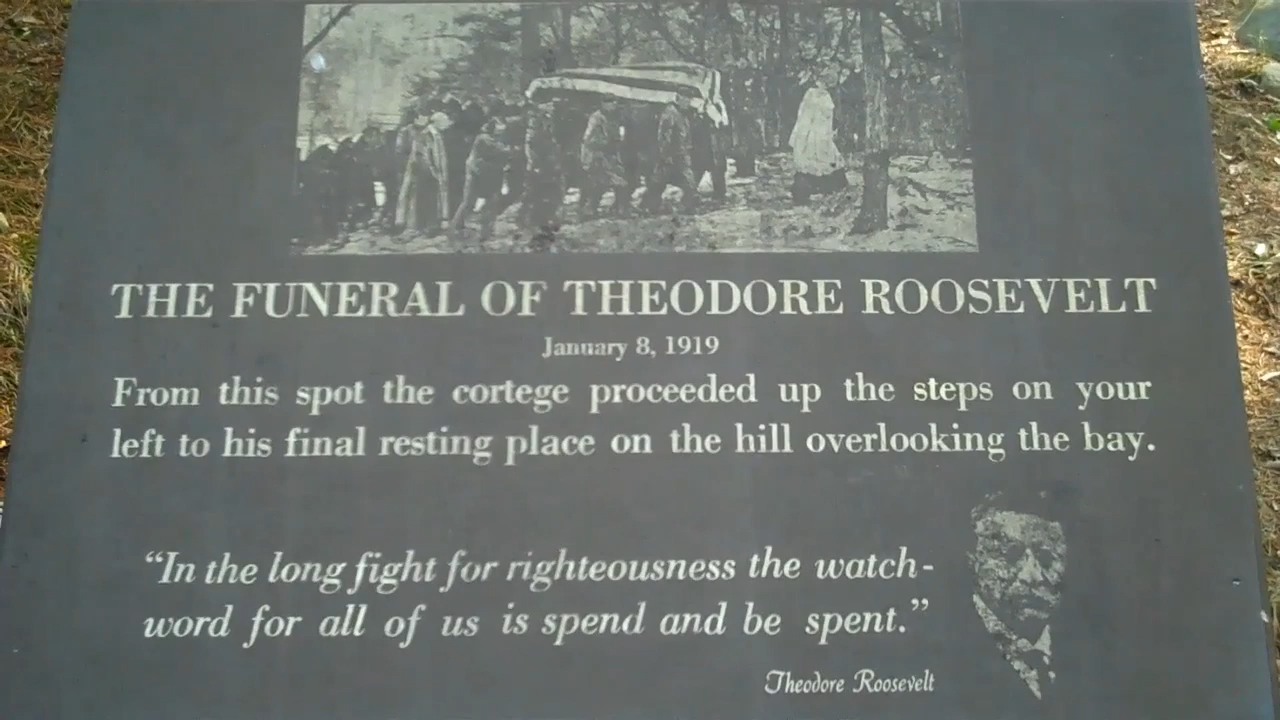 THE FUNERAL OF THEODORE ROOSEVELT
January 8, 1919
From this spot the cortege proceeded up the steps on your
left to his final resting place on the hill overlooking the bay.
“In the long fight for righteousness the watch-
word for all of us is spend and be spent.”
Theodore Roosevelt